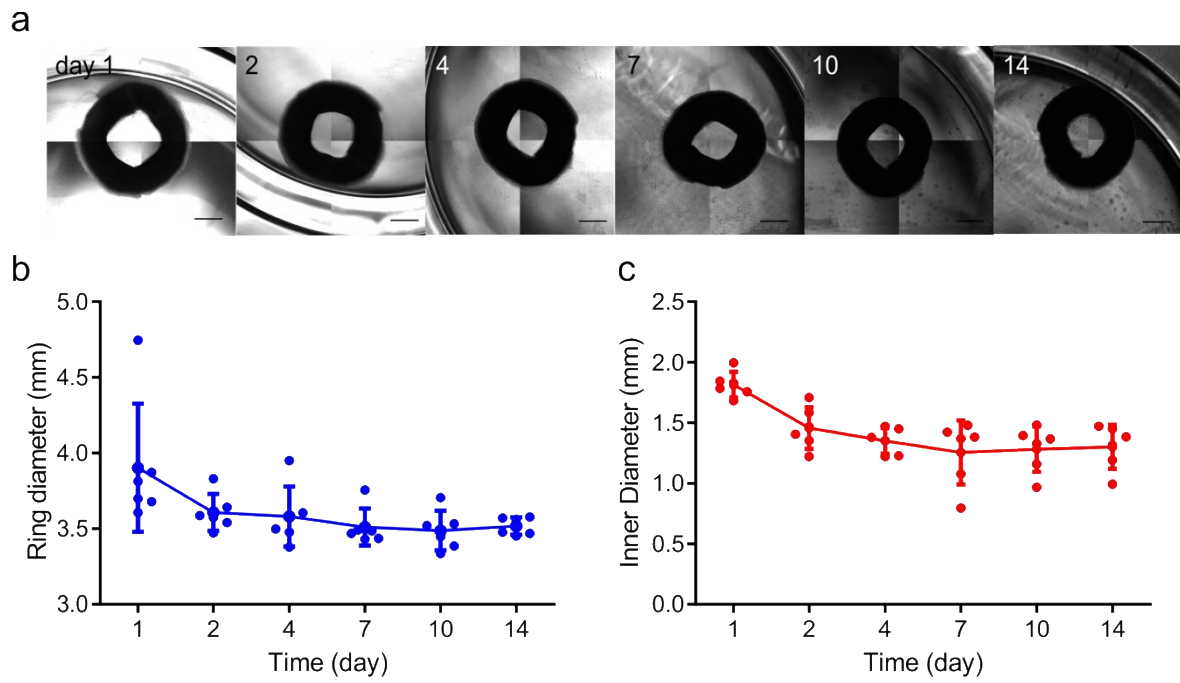 a
day 1 2 4 7 10 14
b
c
Ring diameter (mm)
5.0
4.5
4.0
3.5
3.0
1 2 4 7 10 14
Time (day)
Inner Diameter (mm)
2.5
2.0
1.5
1.0
0.5
0.0
1 2 4 7 10 14
Time (day)